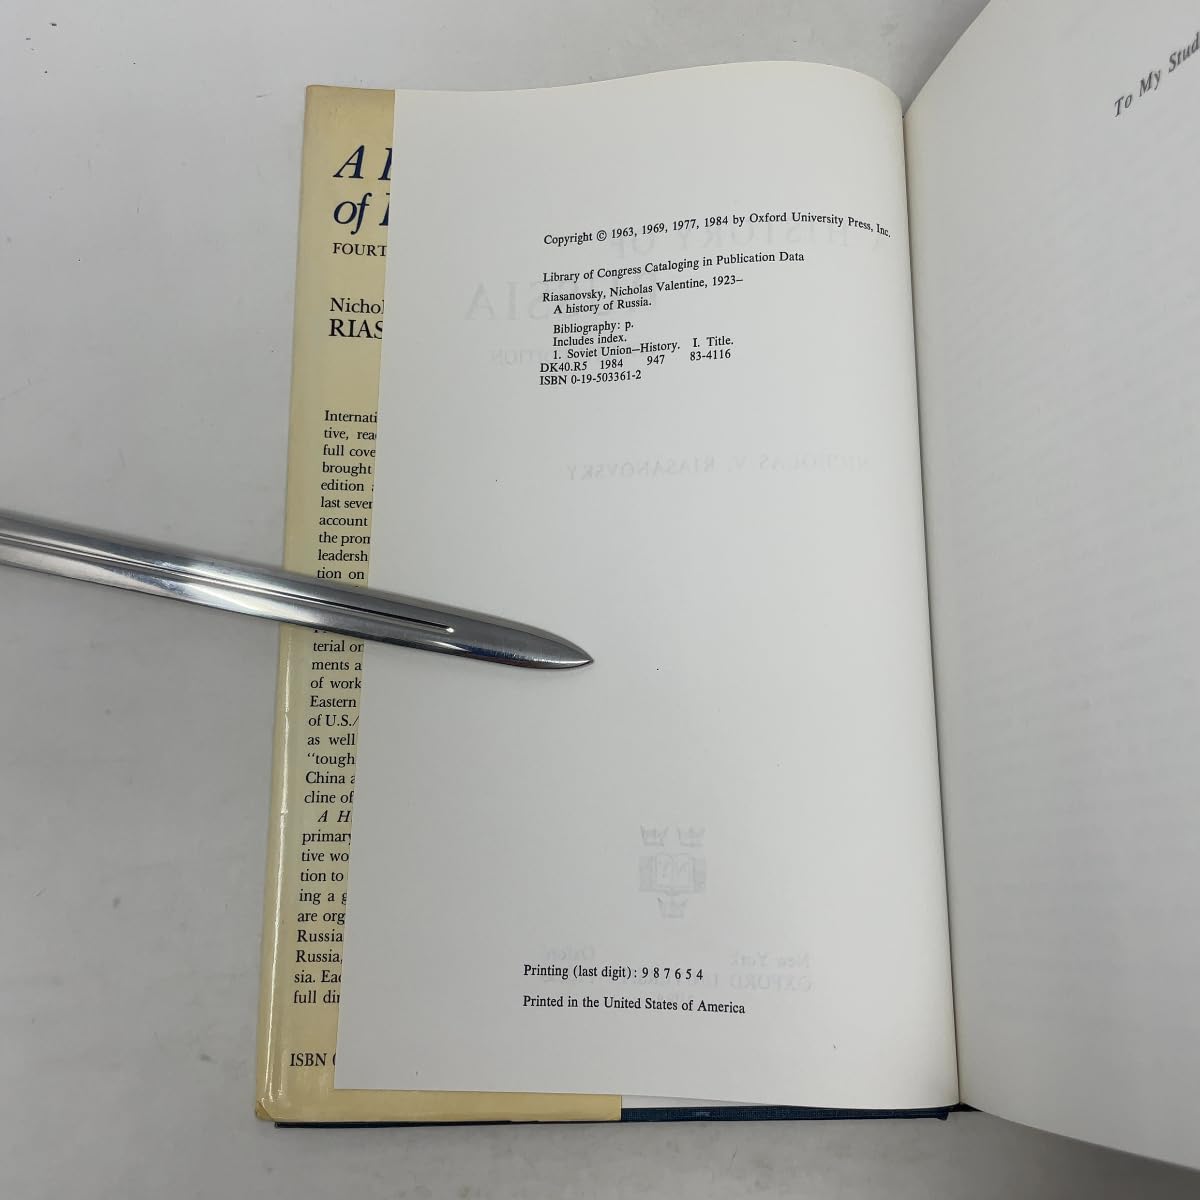 A H
of
FOURT
Nichol
RIAS
Internati
tive, rea
full cove
brought
edition
last sever
account
the pron
leadersh
tion on
terial on
ments a
of work
Eastern
of U.S./
as well
"tough
China a
cline of
A H
primary
tive wo
tion to
ing a g
are org
Russia
Russia,
sia. Eac
full dir
ISBN 0
Copyright © 1963, 1969, 1977, 1984 by Oxford University Press, Inc.
Library of Congress Cataloging in Publication Data
Riasanovsky, Nicholas Valentine, 1923–
A history of Russia.
Bibliography: p.
Includes index.
1. Soviet Union—History. I. Title.
DK40.R5 1984 947 83-4116
ISBN 0-19-503361-2
Printing (last digit): 9 8 7 6 5 4
Printed in the United States of America
To My Stud